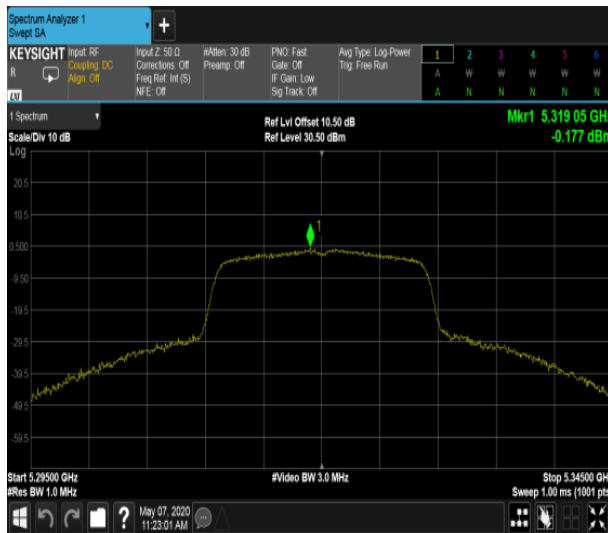 Spectrum Analyzer 1
Swept SA
+
KEYSIGHT
R
LXI
Input: RF
Coupling: DC
Align: Off
Input Z: 50 Ω
Corrections: Off
Freq Ref: Int (S)
NFE: Off
#Atten: 30 dB
Preamp: Off
PNO: Fast
Gate: Off
IF Gain: Low
Sig Track: Off
Avg Type: Log-Power
Trig: Free Run
1 2 3 4 5 6
A W W W W W
A N N N N N
1 Spectrum
Scale/Div 10 dB
Log
Ref Lvl Offset 10.50 dB
Ref Level 30.50 dBm
Mkr1 5.319 05 GH
-0.177 dBm
1
20.5
10.5
0.500
-9.50
-19.5
-29.5
-39.5
-49.5
-59.5
Start 5.29500 GHz
#Res BW 1.0 MHz
#Video BW 3.0 MHz
Stop 5.34500 GH
Sweep 1.00 ms (1001 pts
?
May 07, 2020
11:23:01 AM